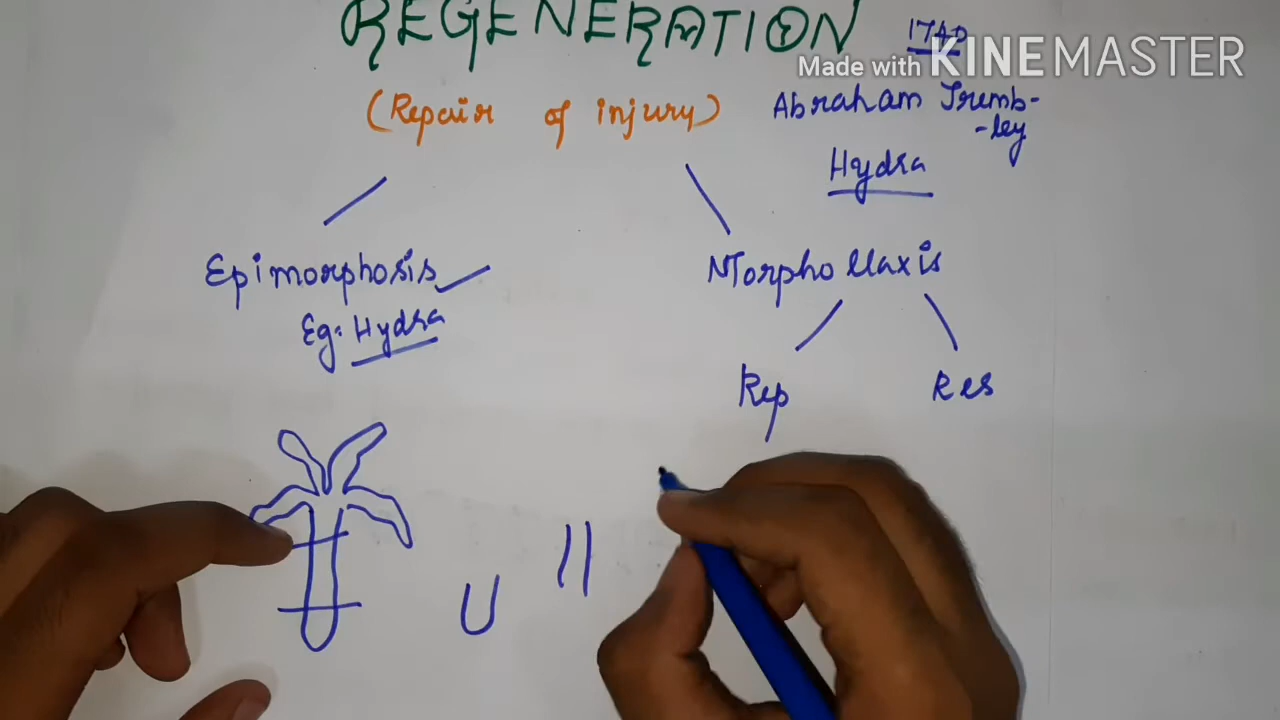 REGENERATION
1740
Made with KINEMASTER
(Repair of injury)
Abraham Tremb-
-ley
Hydra
Epimorphosis
Morphollaxis
Eg: Hydra
Rep
Res